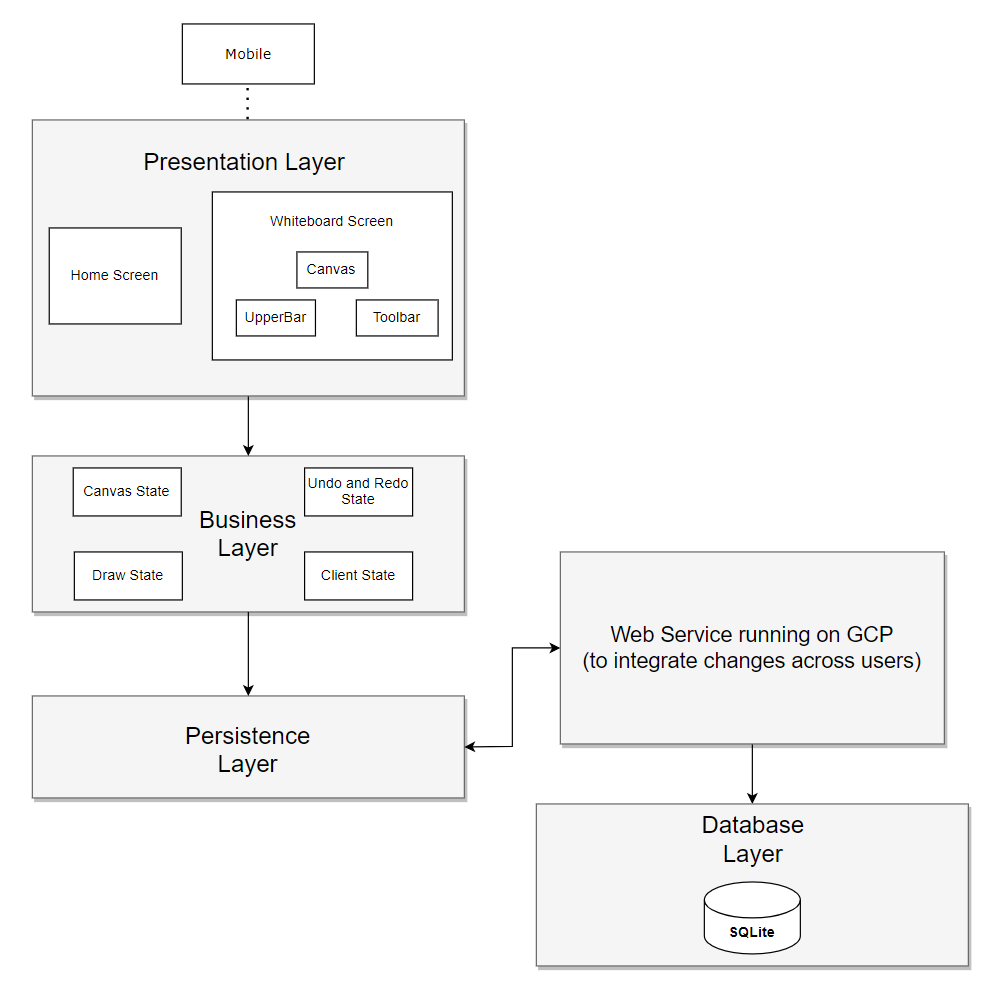 Mobile
Presentation Layer
Whiteboard Screen
Home Screen
Canvas
UpperBar
Toolbar
Canvas State
Undo and Redo
State
Business
Layer
Draw State
Client State
Web Service running on GCP
(to integrate changes across users)
Persistence
Layer
Database
Layer
SQLite